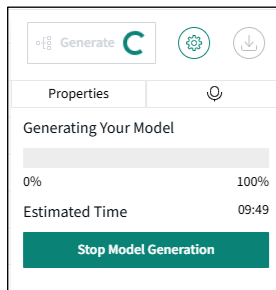 Generate
Properties
Generating Your Model
0% 100%
Estimated Time 09:49
Stop Model Generation